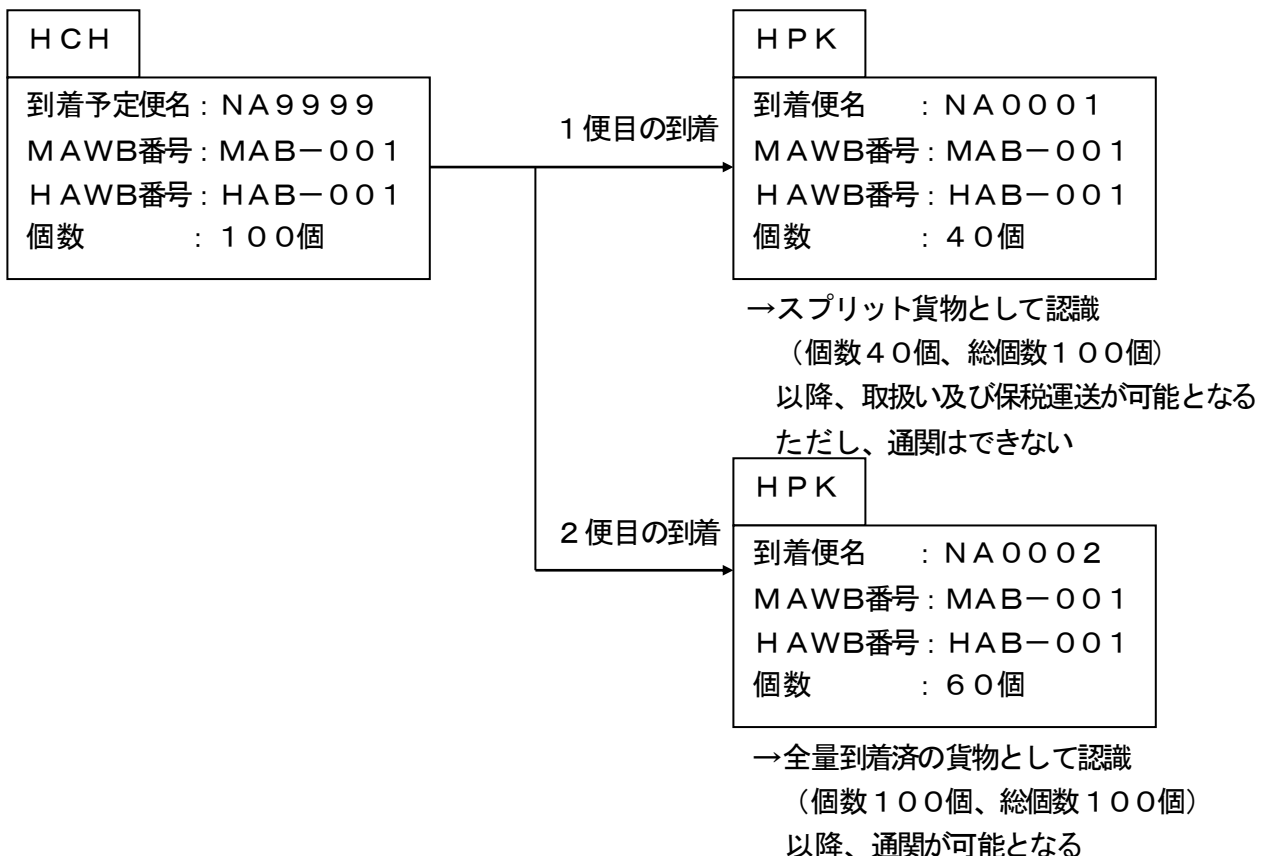 ＨＣＨ
到着予定便名：ＮＡ９９９９
ＭＡＷＢ番号：ＭＡＢ－００１
ＨＡＷＢ番号：ＨＡＢ－００１
個数　　　　：１００個
１便目の到着
ＨＰＫ
到着便名　　：ＮＡ０００１
ＭＡＷＢ番号：ＭＡＢ－００１
ＨＡＷＢ番号：ＨＡＢ－００１
個数　　　　：４０個
→スプリット貨物として認識
（個数４０個、総個数１００個）
以降、取扱い及び保税運送が可能となる
ただし、通関はできない
２便目の到着
ＨＰＫ
到着便名　　：ＮＡ０００２
ＭＡＷＢ番号：ＭＡＢ－００１
ＨＡＷＢ番号：ＨＡＢ－００１
個数　　　　：６０個
→全量到着済の貨物として認識
（個数１００個、総個数１００個）
以降、通関が可能となる